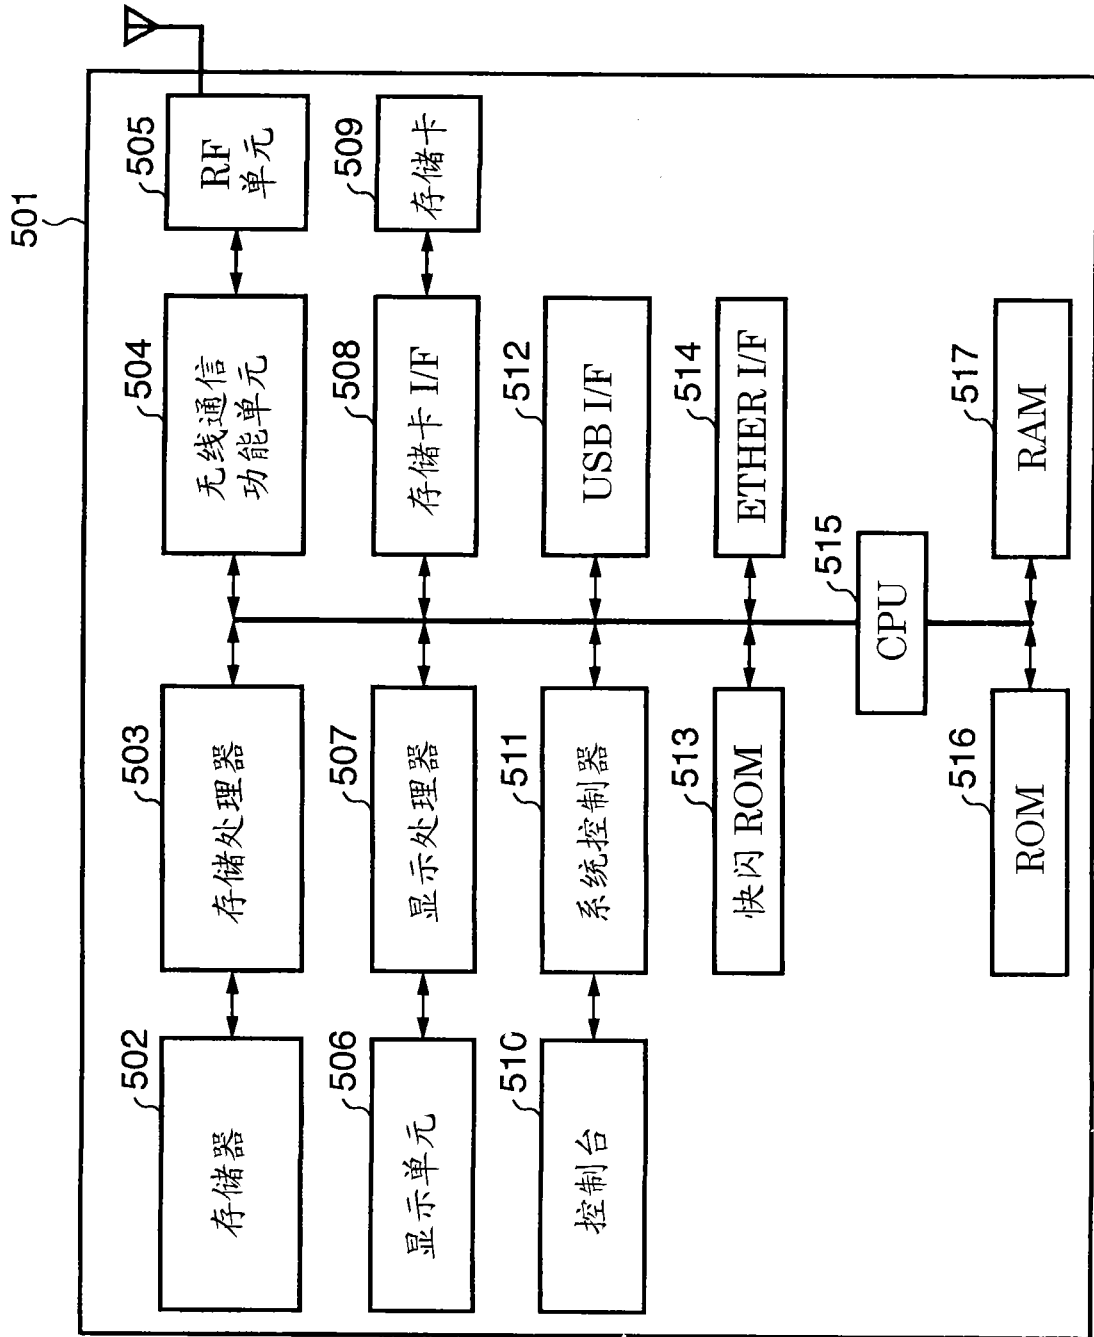 501
502
存储器
503
存储处理器
504
无线通信
功能单元
505
RF
单元
506
显示单元
507
显示处理器
508
存储卡 I/F
509
存储卡
510
控制台
511
系统控制器
512
USB I/F
513
快闪 ROM
514
ETHER I/F
515
CPU
516
ROM
517
RAM